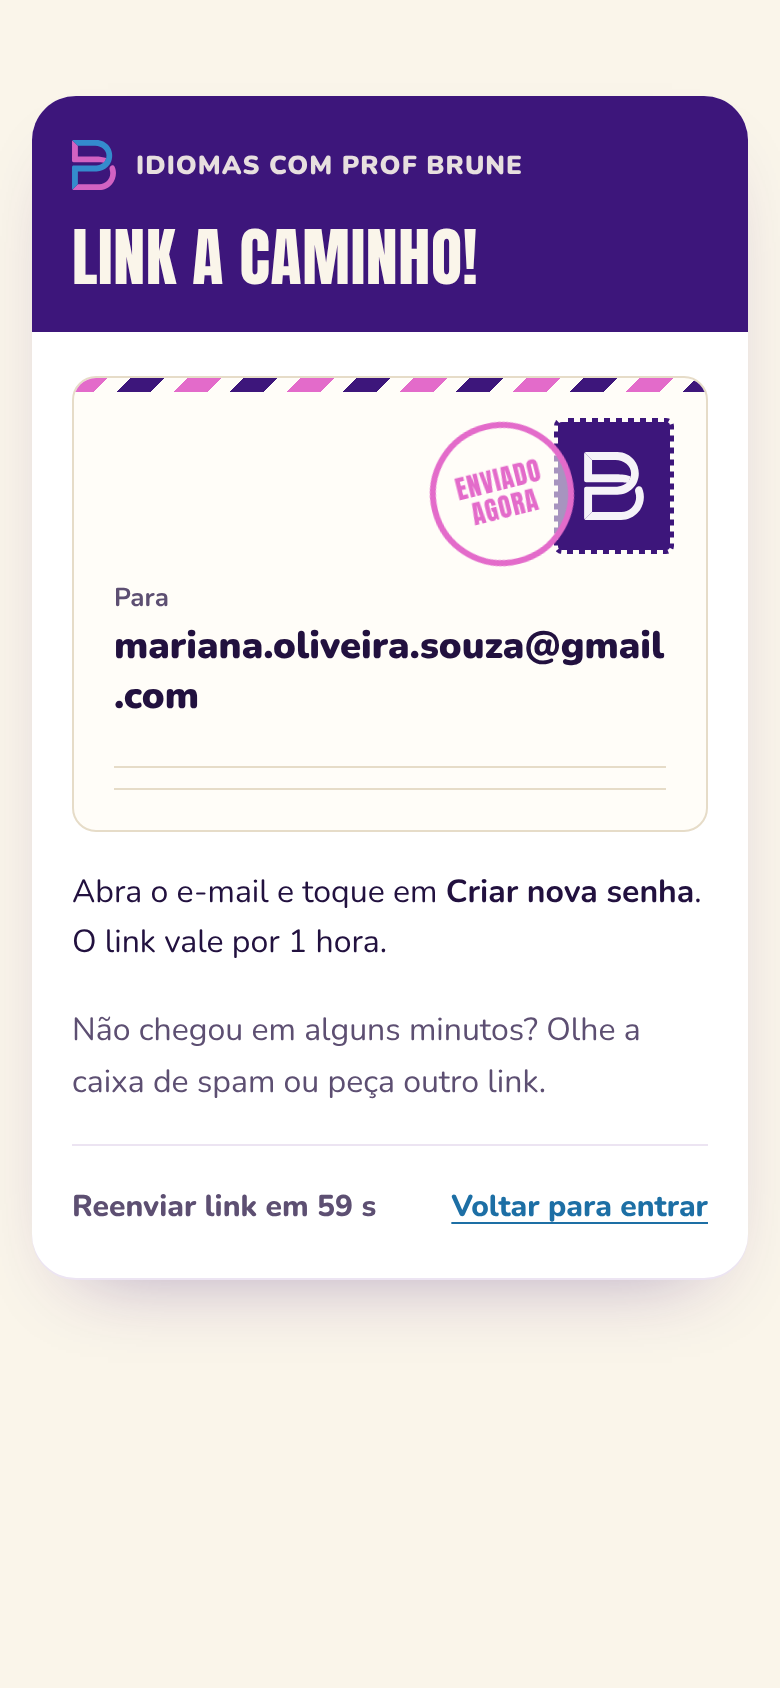 IDIOMAS COM PROF BRUNE
LINK A CAMINHO!
ENVIADO
AGORA
Para
mariana.oliveira.souza@gmail
.com
Abra o e-mail e toque em Criar nova senha.
O link vale por 1 hora.
Não chegou em alguns minutos? Olhe a
caixa de spam ou peça outro link.
Reenviar link em 59 s
Voltar para entrar